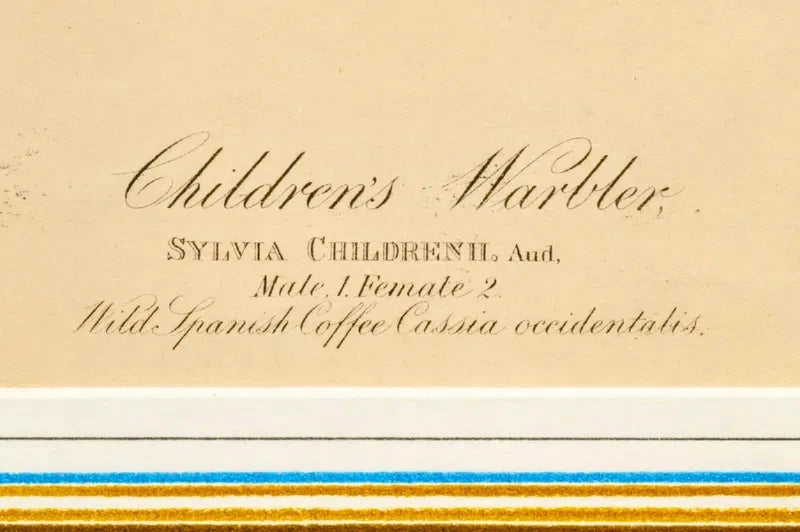 Children's Warbler,
SYLVIA CHILDRENII. Aud,
Male, 1. Female 2.
Wild Spanish Coffee Cassia occidentalis.